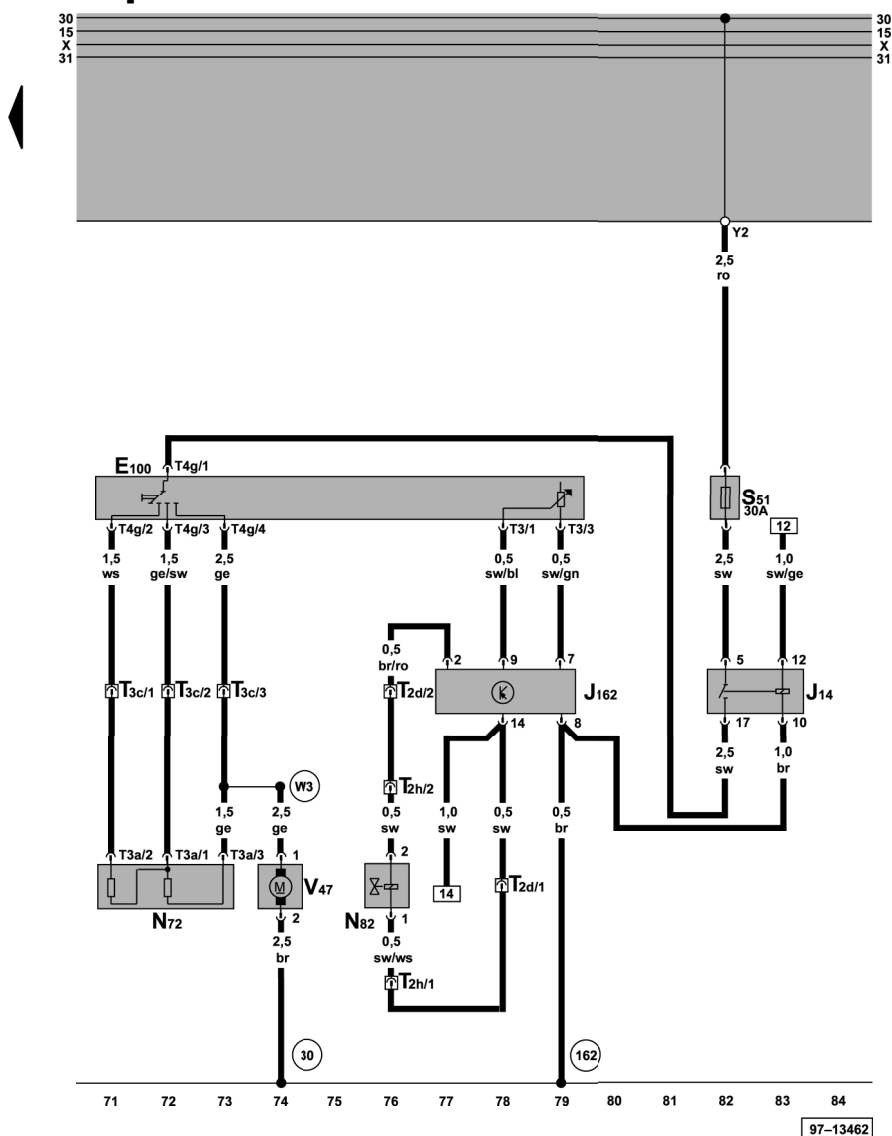 30 30
15 15
X X
31 31
Y2
2,5
ro
E100 T4g/1
S51
30A
12
T4g/2 T4g/3 T4g/4 T3/1 T3/3
1,5 1,5 2,5 0,5 0,5 2,5 1,0
ws ge/sw ge sw/bl sw/gn sw sw/ge
0,5
br/ro
2 9 7 5 12
T3c/1 T3c/2 T3c/3 T2d/2 J162 J14
14 8 17 10
2,5 1,0
sw br
W3 T2h/2
1,5 2,5 0,5 1,0 0,5 0,5
ge ge sw sw sw br
T3a/2 T3a/1 T3a/3 1 2
V47 14 T2d/1
N72 2 N82 1
2,5 0,5
br sw/ws
T2h/1
30 162
71 72 73 74 75 76 77 78 79 80 81 82 83 84
97–13462